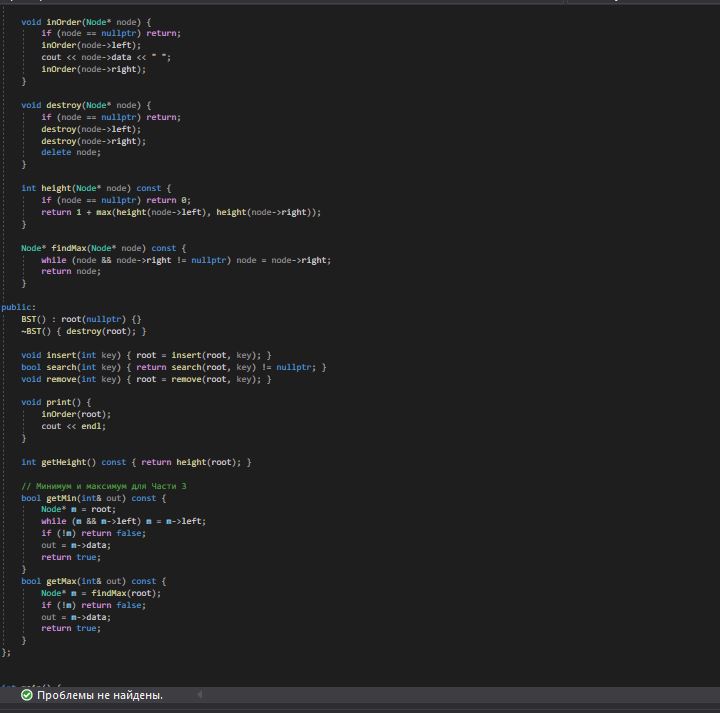 void inOrder(Node* node) {
if (node == nullptr) return;
inOrder(node->left);
cout << node->data << " ";
inOrder(node->right);
}
void destroy(Node* node) {
if (node == nullptr) return;
destroy(node->left);
destroy(node->right);
delete node;
}
int height(Node* node) const {
if (node == nullptr) return 0;
return 1 + max(height(node->left), height(node->right));
}
Node* findMax(Node* node) const {
while (node && node->right != nullptr) node = node->right;
return node;
}
public:
BST() : root(nullptr) {}
~BST() { destroy(root); }
void insert(int key) { root = insert(root, key); }
bool search(int key) { return search(root, key) != nullptr; }
void remove(int key) { root = remove(root, key); }
void print() {
inOrder(root);
cout << endl;
}
int getHeight() const { return height(root); }
// Минимум и максимум для Части 3
bool getMin(int& out) const {
Node* m = root;
while (m && m->left) m = m->left;
if (!m) return false;
out = m->data;
return true;
}
bool getMax(int& out) const {
Node* m = findMax(root);
if (!m) return false;
out = m->data;
return true;
}
};
Проблемы не найдены.